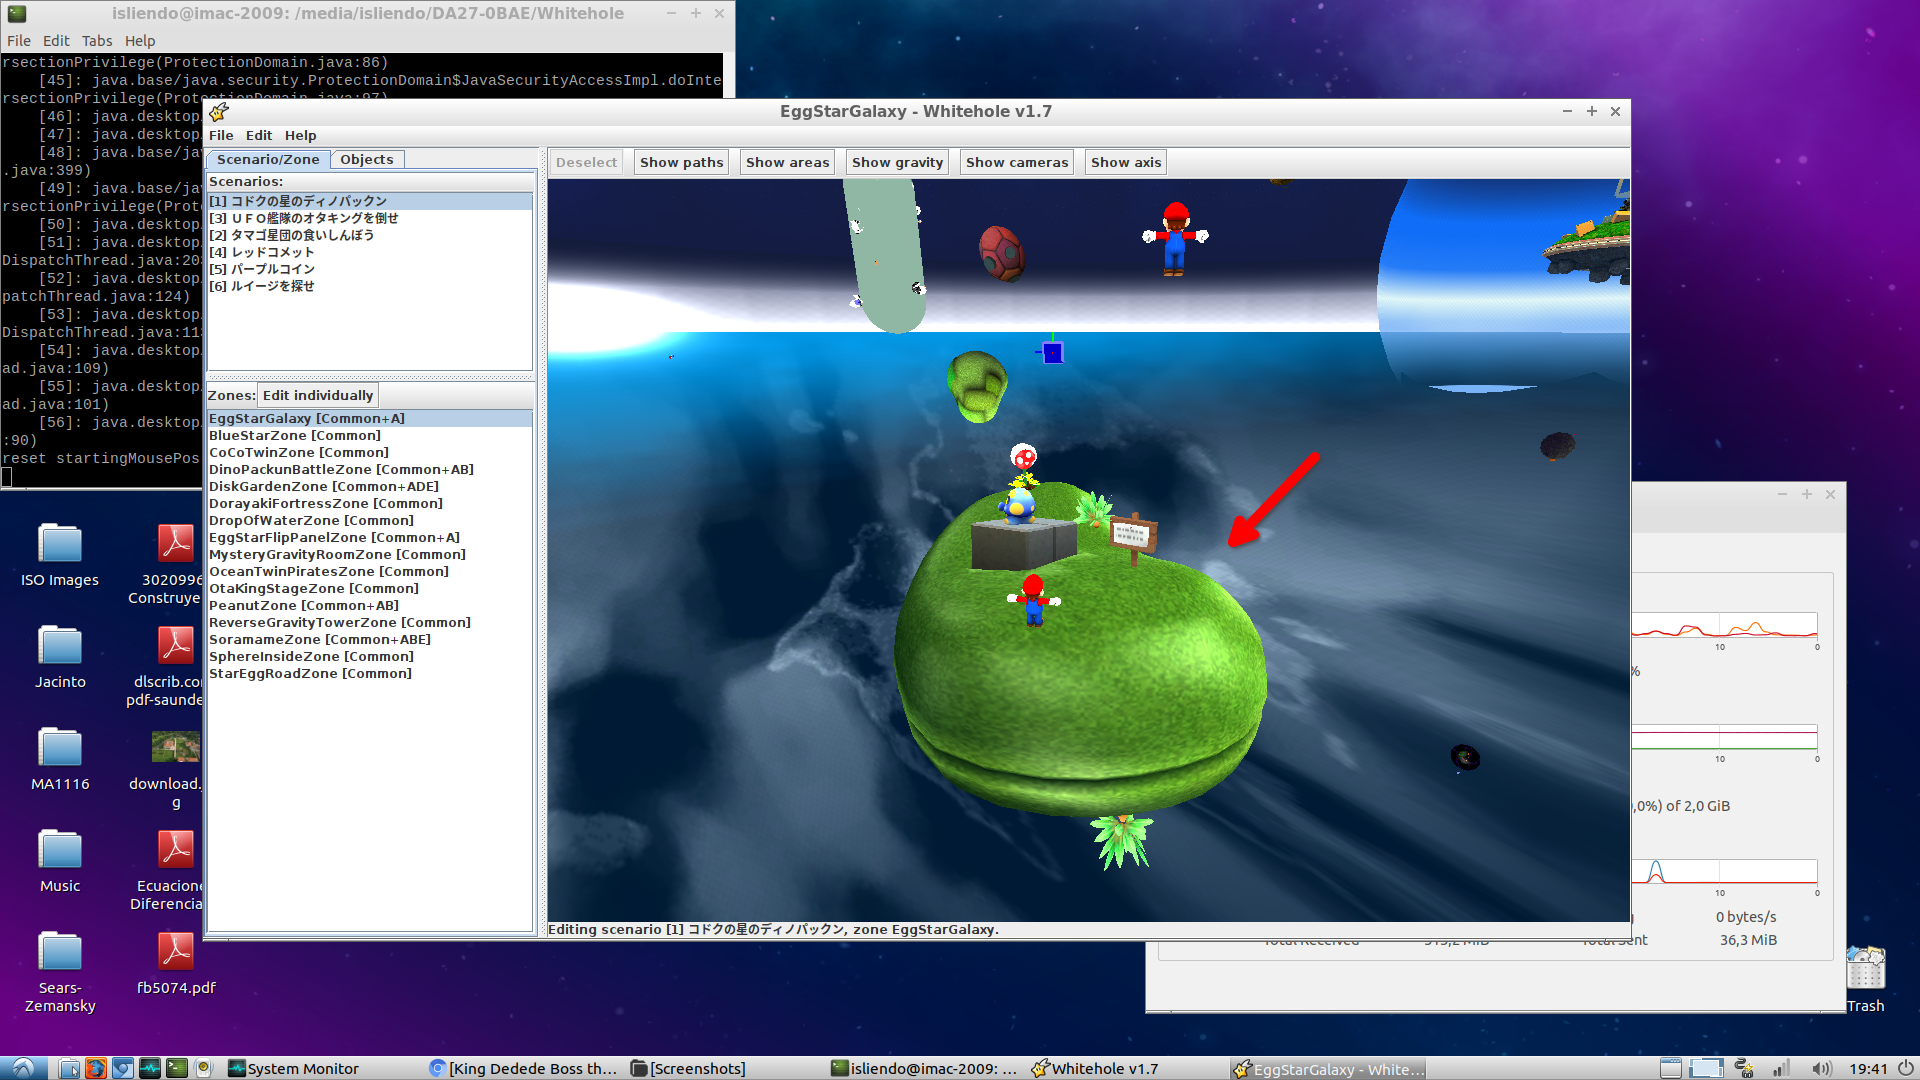 isliendo@imac-2009: /media/isliendo/DA27-0BAE/Whitehole
File Edit Tabs Help
rsectionPrivilege(ProtectionDomain.java:86)
[45]: java.base/java.security.ProtectionDomain$JavaSecurityAccessImpl.doInte
rsectionPrivilege(ProtectionDomain.java:97)
[46]: java.desktop
[47]: java.desktop
[48]: java.base/ja
.java:399)
[49]: java.base/ja
rsectionPrivilege(Prot
[50]: java.desktop
[51]: java.desktop
DispatchThread.java:20
[52]: java.desktop
patchThread.java:124)
[53]: java.desktop
DispatchThread.java:11
[54]: java.desktop
ad.java:109)
[55]: java.desktop
ad.java:101)
[56]: java.desktop
:90)
reset startingMousePos
EggStarGalaxy - Whitehole v1.7
File Edit Help
Scenario/Zone Objects
Deselect Show paths Show areas Show gravity Show cameras Show axis
Scenarios:
[1] コドクの星のディノパックン
[3] ＵＦＯ艦隊のオタキングを倒せ
[2] タマゴ星団の食いしんぼう
[4] レッドコメット
[5] パープルコイン
[6] ルイージを探せ
Zones: Edit individually
EggStarGalaxy [Common+A]
BlueStarZone [Common]
CoCoTwinZone [Common]
DinoPackunBattleZone [Common+AB]
DiskGardenZone [Common+ADE]
DorayakiFortressZone [Common]
DropOfWaterZone [Common]
EggStarFlipPanelZone [Common+A]
MysteryGravityRoomZone [Common]
OceanTwinPiratesZone [Common]
OtaKingStageZone [Common]
PeanutZone [Common+AB]
ReverseGravityTowerZone [Common]
SoramameZone [Common+ABE]
SphereInsideZone [Common]
StarEggRoadZone [Common]
Editing scenario [1] コドクの星のディノパックン, zone EggStarGalaxy.
10 0
%
10 0
,0%) of 2,0 GiB
10 0
0 bytes/s
Total Received 313,2 MiB Total Sent 36,3 MiB
ISO Images
3020996
Construye
Jacinto
dlscrib.co
pdf-saunde
MA1116
download.
g
Music
Ecuacione
Diferencia
Sears-
Zemansky
fb5074.pdf
Trash
System Monitor
[King Dedede Boss th...
[Screenshots]
isliendo@imac-2009: ...
Whitehole v1.7
EggStarGalaxy - White...
19:41